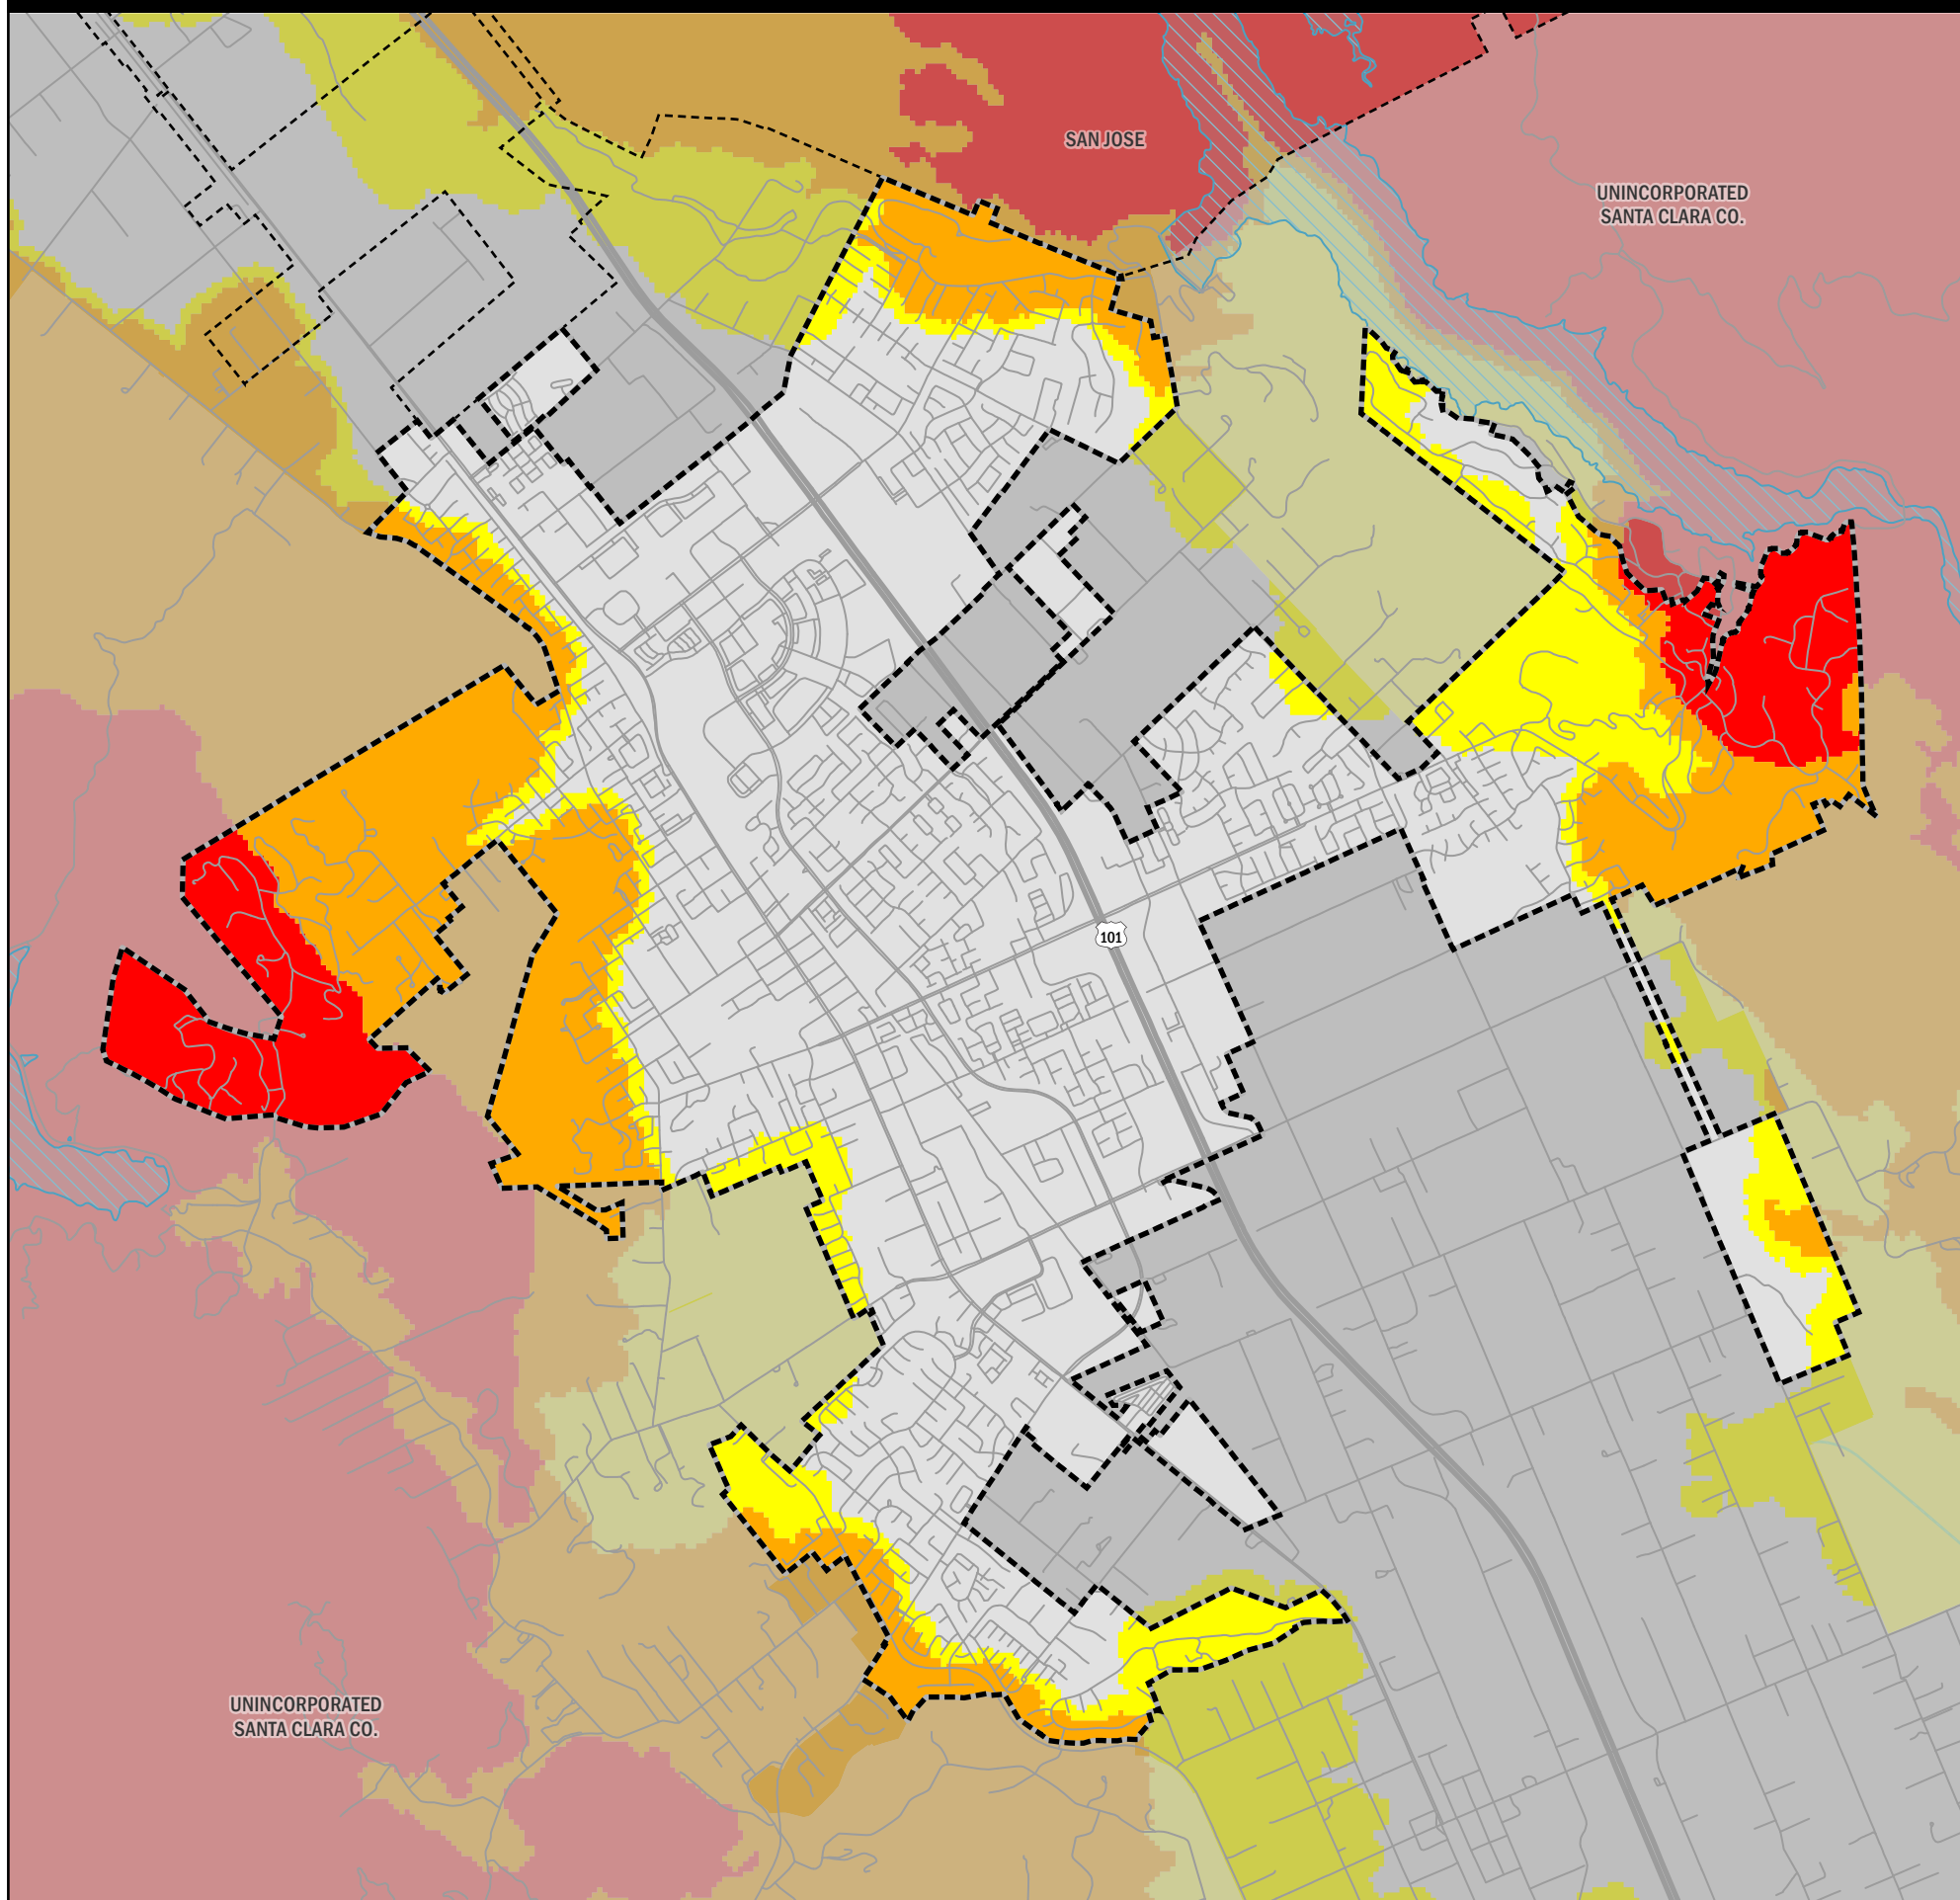 SAN JOSE
UNINCORPORATED
SANTA CLARA CO.
101
UNINCORPORATED
SANTA CLARA CO.